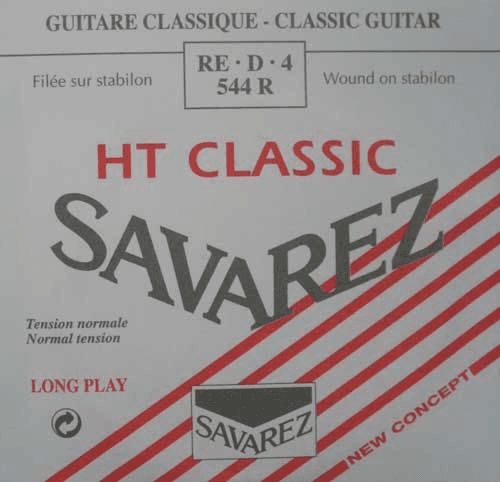 GUITARE CLASSIQUE - CLASSIC GUITAR
RE · D · 4
544 R
Filée sur stabilon
Wound on stabilon
HT CLASSIC
SAVAREZ
Tension normale
Normal tension
LONG PLAY
SAVAREZ
NEW CONCEPT